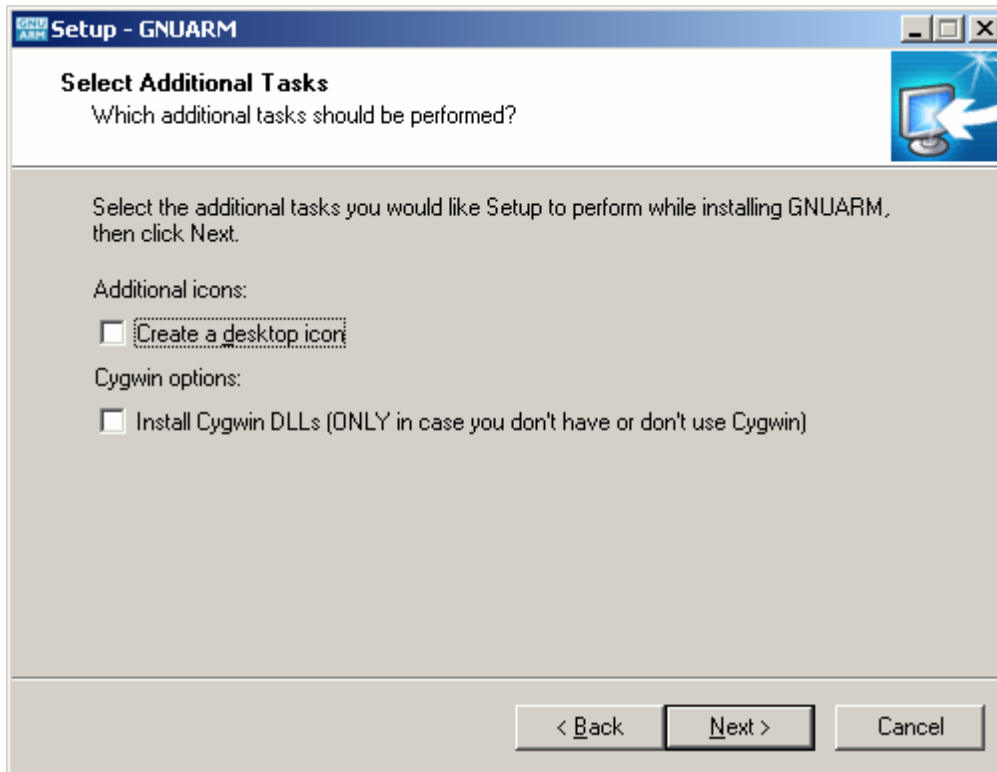 GNU ARM Setup - GNUARM
Select Additional Tasks
Which additional tasks should be performed?
Select the additional tasks you would like Setup to perform while installing GNUARM,
then click Next.
Additional icons:
Create a desktop icon
Cygwin options:
Install Cygwin DLLs (ONLY in case you don't have or don't use Cygwin)
< Back Next > Cancel